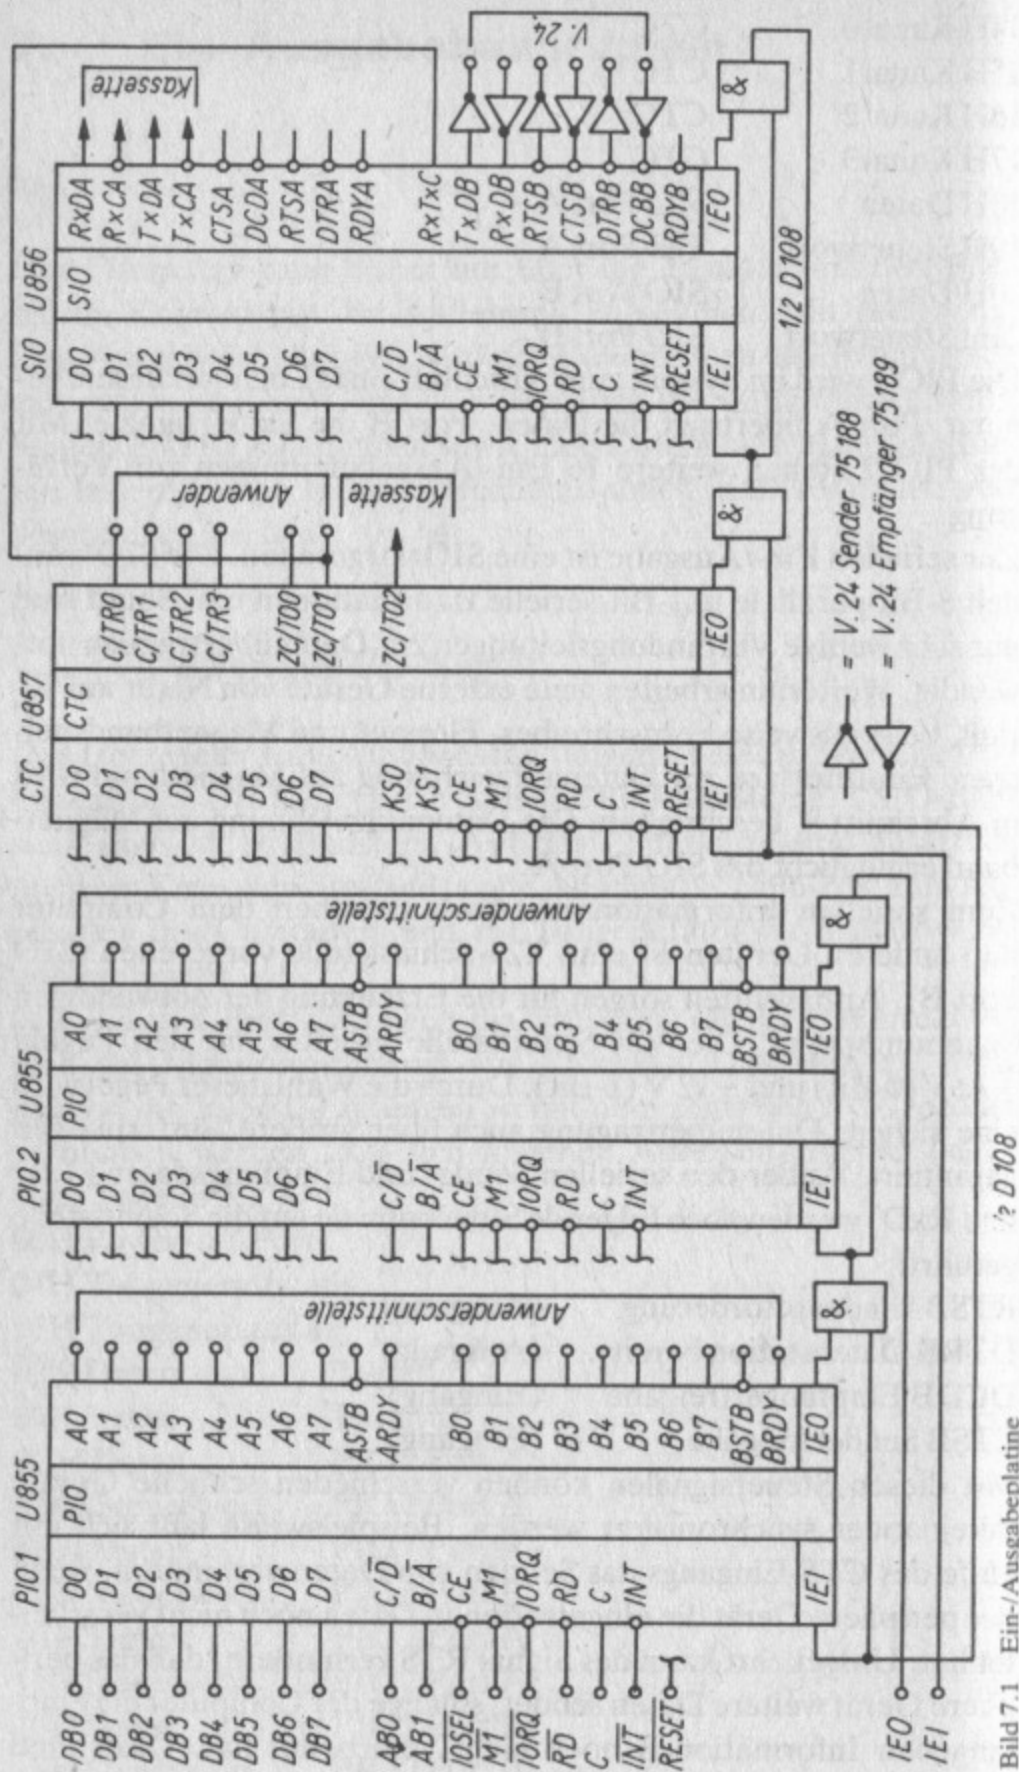 PIO1 U855
DB0 D0 PIO A0
DB1 D1 A1
DB2 D2 A2
DB3 D3 A3
DB4 D4 A4
DB5 D5 A5
DB6 D6 A6
DB7 D7 A7
ASTB
ARDY
AB0 C/D̅ B0
AB1 B/A̅ B1
I̅O̅S̅E̅L̅ CE B2
M̅1̅ M1 B3
I̅O̅R̅Q̅ IORQ B4
R̅D̅ RD B5
C C B6
I̅N̅T̅ INT B7
R̅E̅S̅E̅T̅
BSTB
BRDY
IEI IEO
Anwenderschnittstelle
&
IEO
IEI
PIO2 U855
D0 PIO A0
D1 A1
D2 A2
D3 A3
D4 A4
D5 A5
D6 A6
D7 A7
ASTB
ARDY
C/D̅ B0
B/A̅ B1
CE B2
M1 B3
IORQ B4
RD B5
C B6
INT B7
BSTB
BRDY
IEI IEO
Anwenderschnittstelle
&
D108
CTC U857
D0 CTC C/TR0
D1 C/TR1
D2 C/TR2
D3 C/TR3
D4
D5 ZC/TO0
D6 ZC/TO1
D7
KS0 ZC/TO2
KS1
CE
M1
IORQ
RD
C
INT
RESET
IEI IEO
Anwender
Kassette
&
= V.24 Sender 75188
= V.24 Empfänger 75189
SIO U856
D0 SIO RxDA
D1 RxCA
D2 TxDA
D3 TxCA
D4 CTSA
D5 DCDA
D6 RTSA
D7 DTRA
RDYA
C/D̅ RxTxC
B/A̅ TxDB
CE RxDB
M1 RTSB
IORQ CTSB
RD DTRB
C DCBB
INT RDYB
RESET
IEI IEO
Kassette
V. 24
&
1/2 D108
Bild 7.1 Ein-/Ausgabeplatine